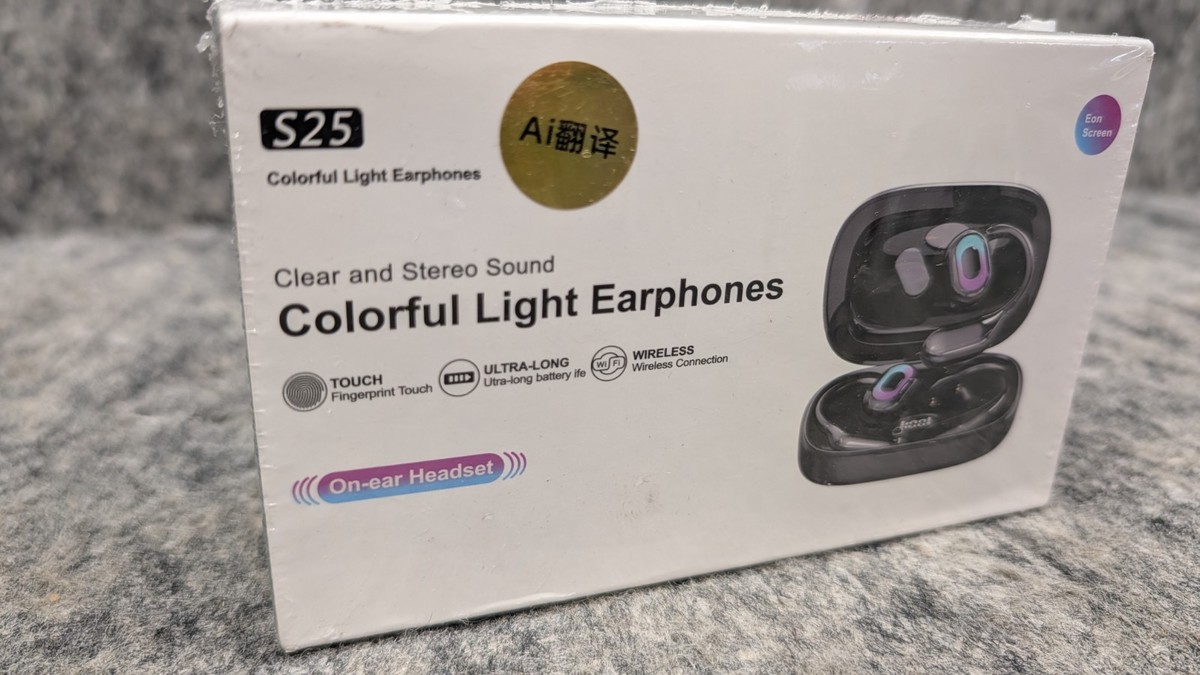 S25
Ai翻译
Eon
Screen
Colorful Light Earphones
Clear and Stereo Sound
Colorful Light Earphones
TOUCH
Fingerprint Touch
ULTRA-LONG
Utra-long battery ife
WiFi
WIRELESS
Wireless Connection
On-ear Headset